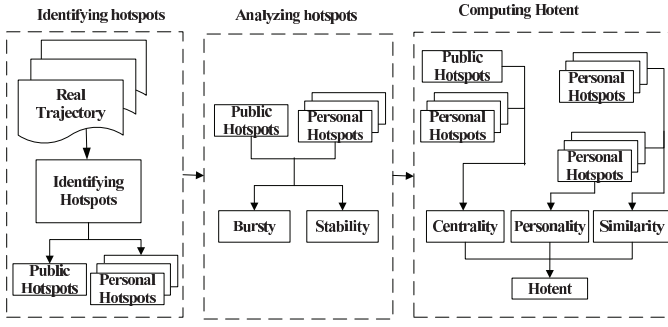 Identifying hotspots
Real
Trajectory
Identifying
Hotspots
Public
Hotspots
Personal
Hotspots
Analyzing hotspots
Public
Hotspots
Personal
Hotspots
Bursty
Stability
Computing Hotent
Public
Hotspots
Personal
Hotspots
Personal
Hotspots
Personal
Hotspots
Centrality
Personality
Similarity
Hotent